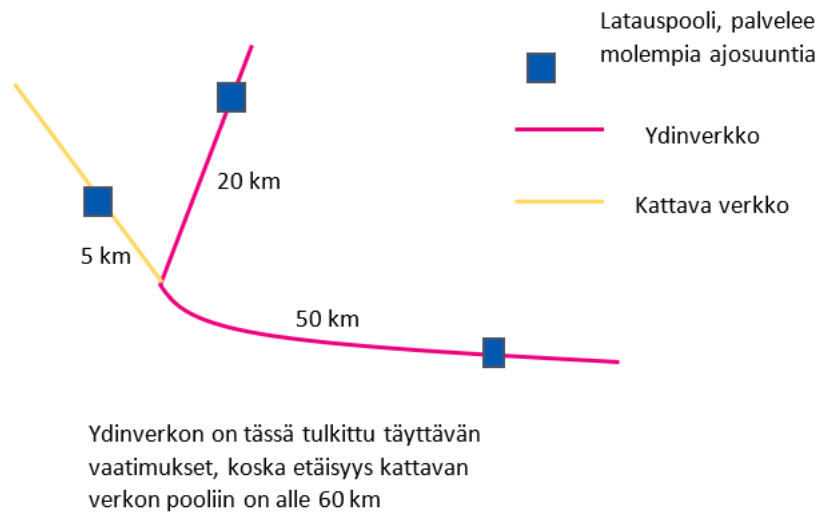 Latauspooli, palvelee
molempia ajosuuntia
Ydinverkko
Kattava verkko
20 km
5 km
50 km
Ydinverkon on tässä tulkittu täyttävän
vaatimukset, koska etäisyys kattavan
verkon pooliin on alle 60 km